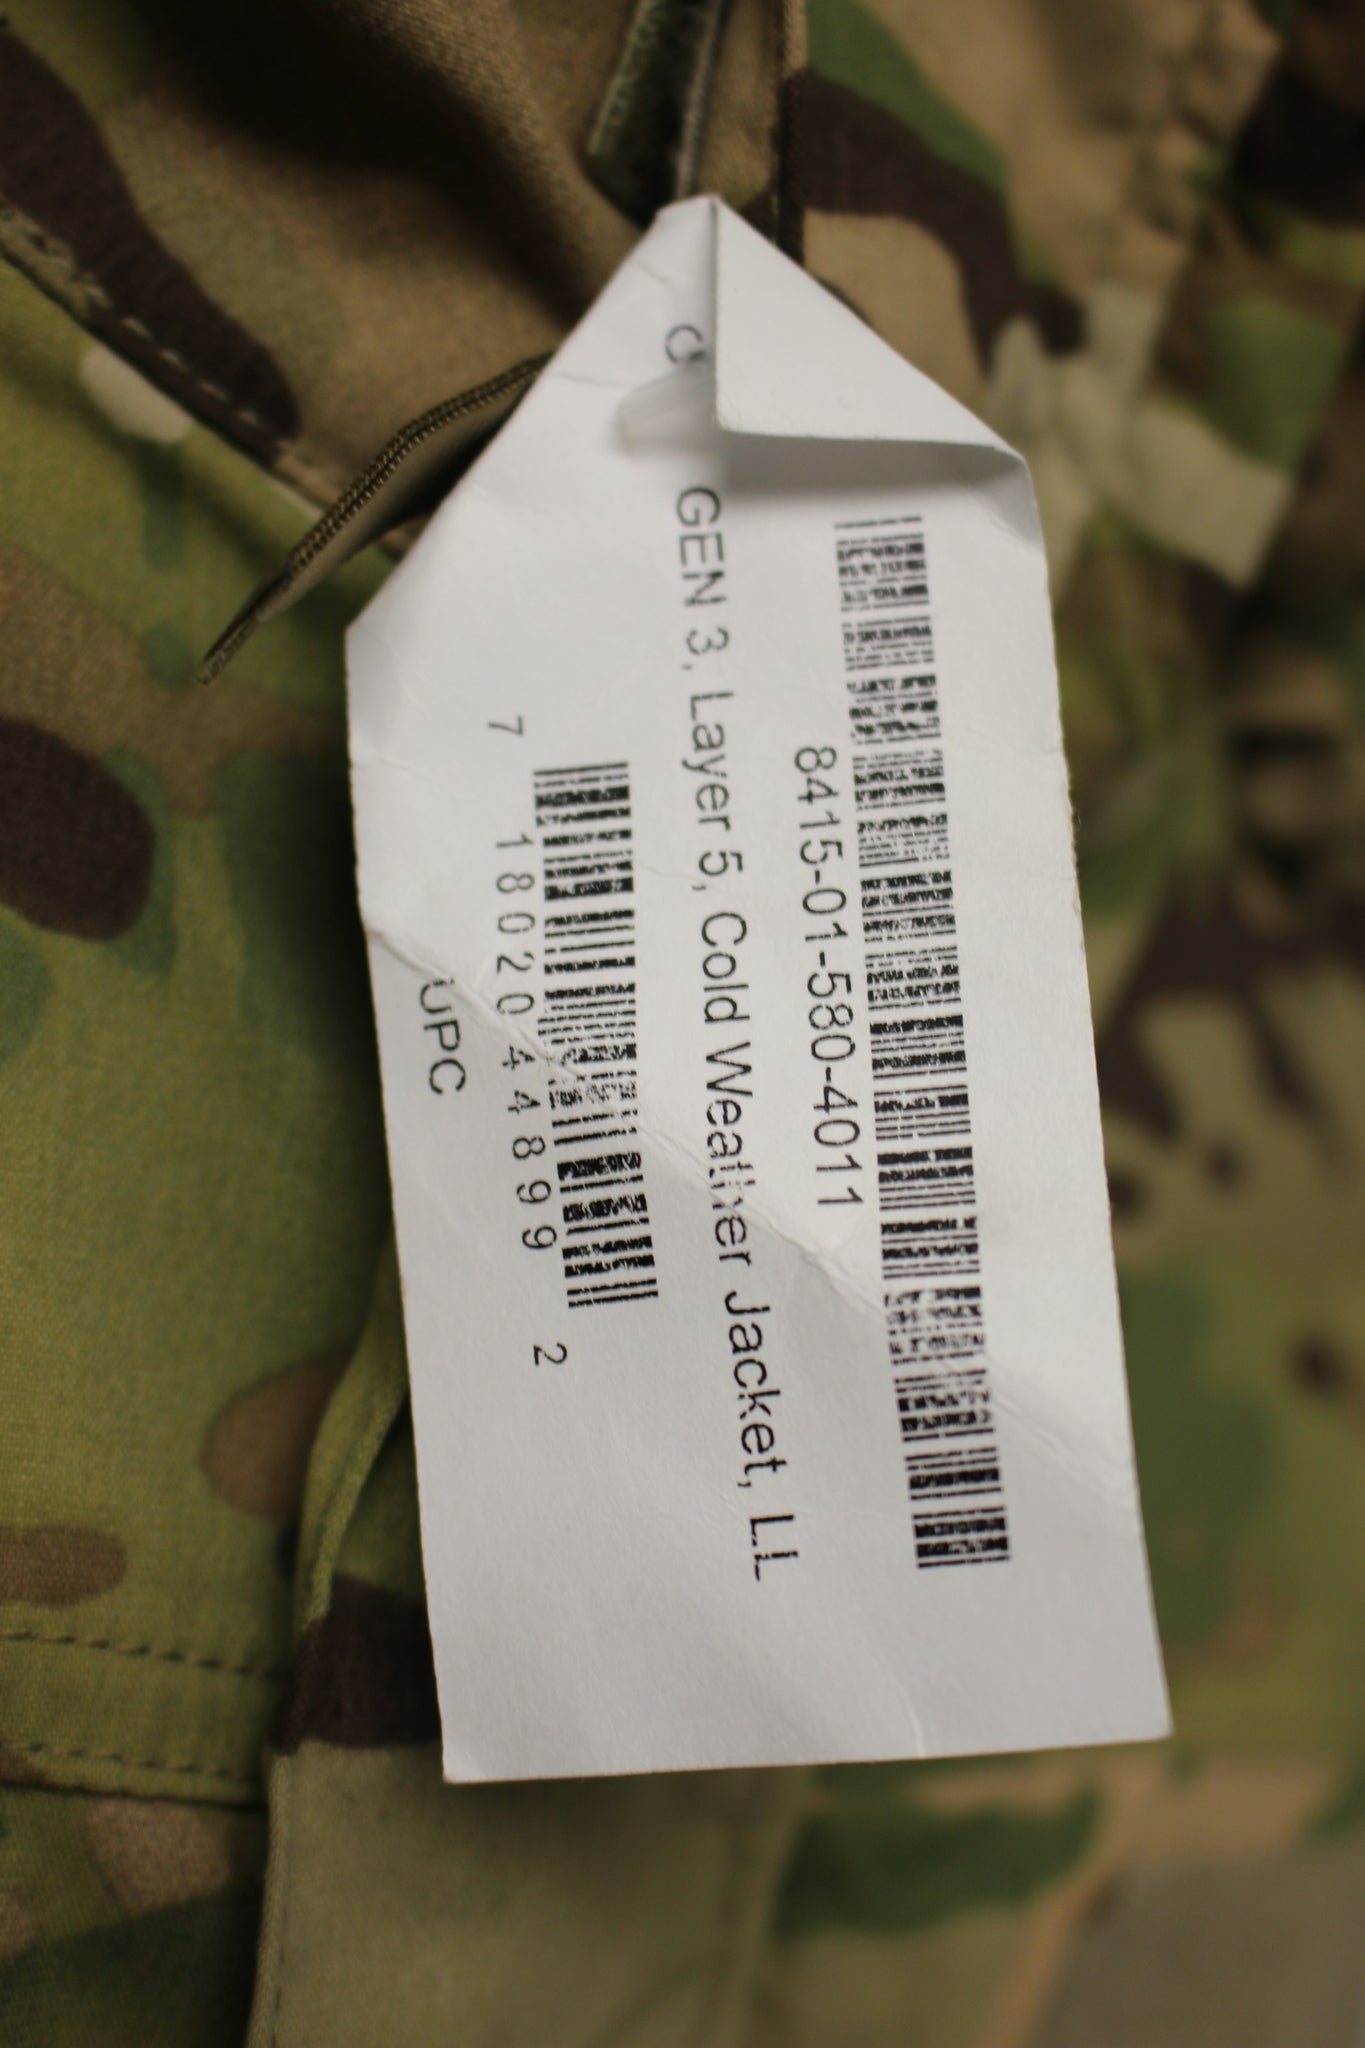 8415-01-580-4011
GEN 3, Layer 5, Cold Weather Jacket, LL
7 18020 44899 2
UPC